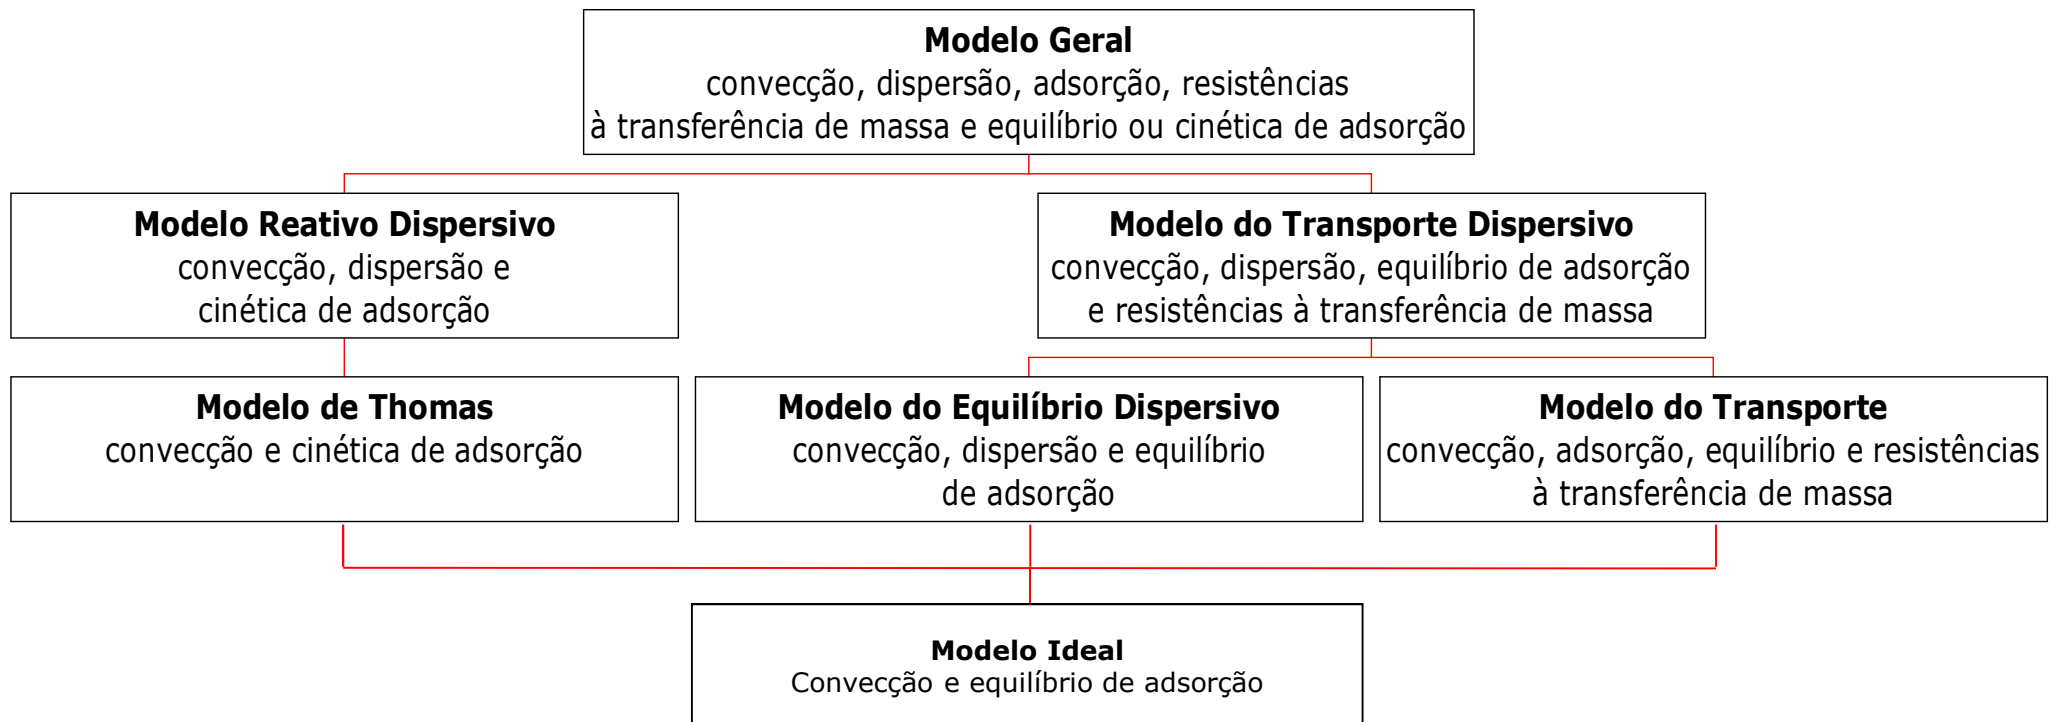 Modelo Geral
convecção, dispersão, adsorção, resistências
à transferência de massa e equilíbrio ou cinética de adsorção
Modelo Reativo Dispersivo
convecção, dispersão e
cinética de adsorção
Modelo do Transporte Dispersivo
convecção, dispersão, equilíbrio de adsorção
e resistências à transferência de massa
Modelo de Thomas
convecção e cinética de adsorção
Modelo do Equilíbrio Dispersivo
convecção, dispersão e equilíbrio
de adsorção
Modelo do Transporte
convecção, adsorção, equilíbrio e resistências
à transferência de massa
Modelo Ideal
Convecção e equilíbrio de adsorção